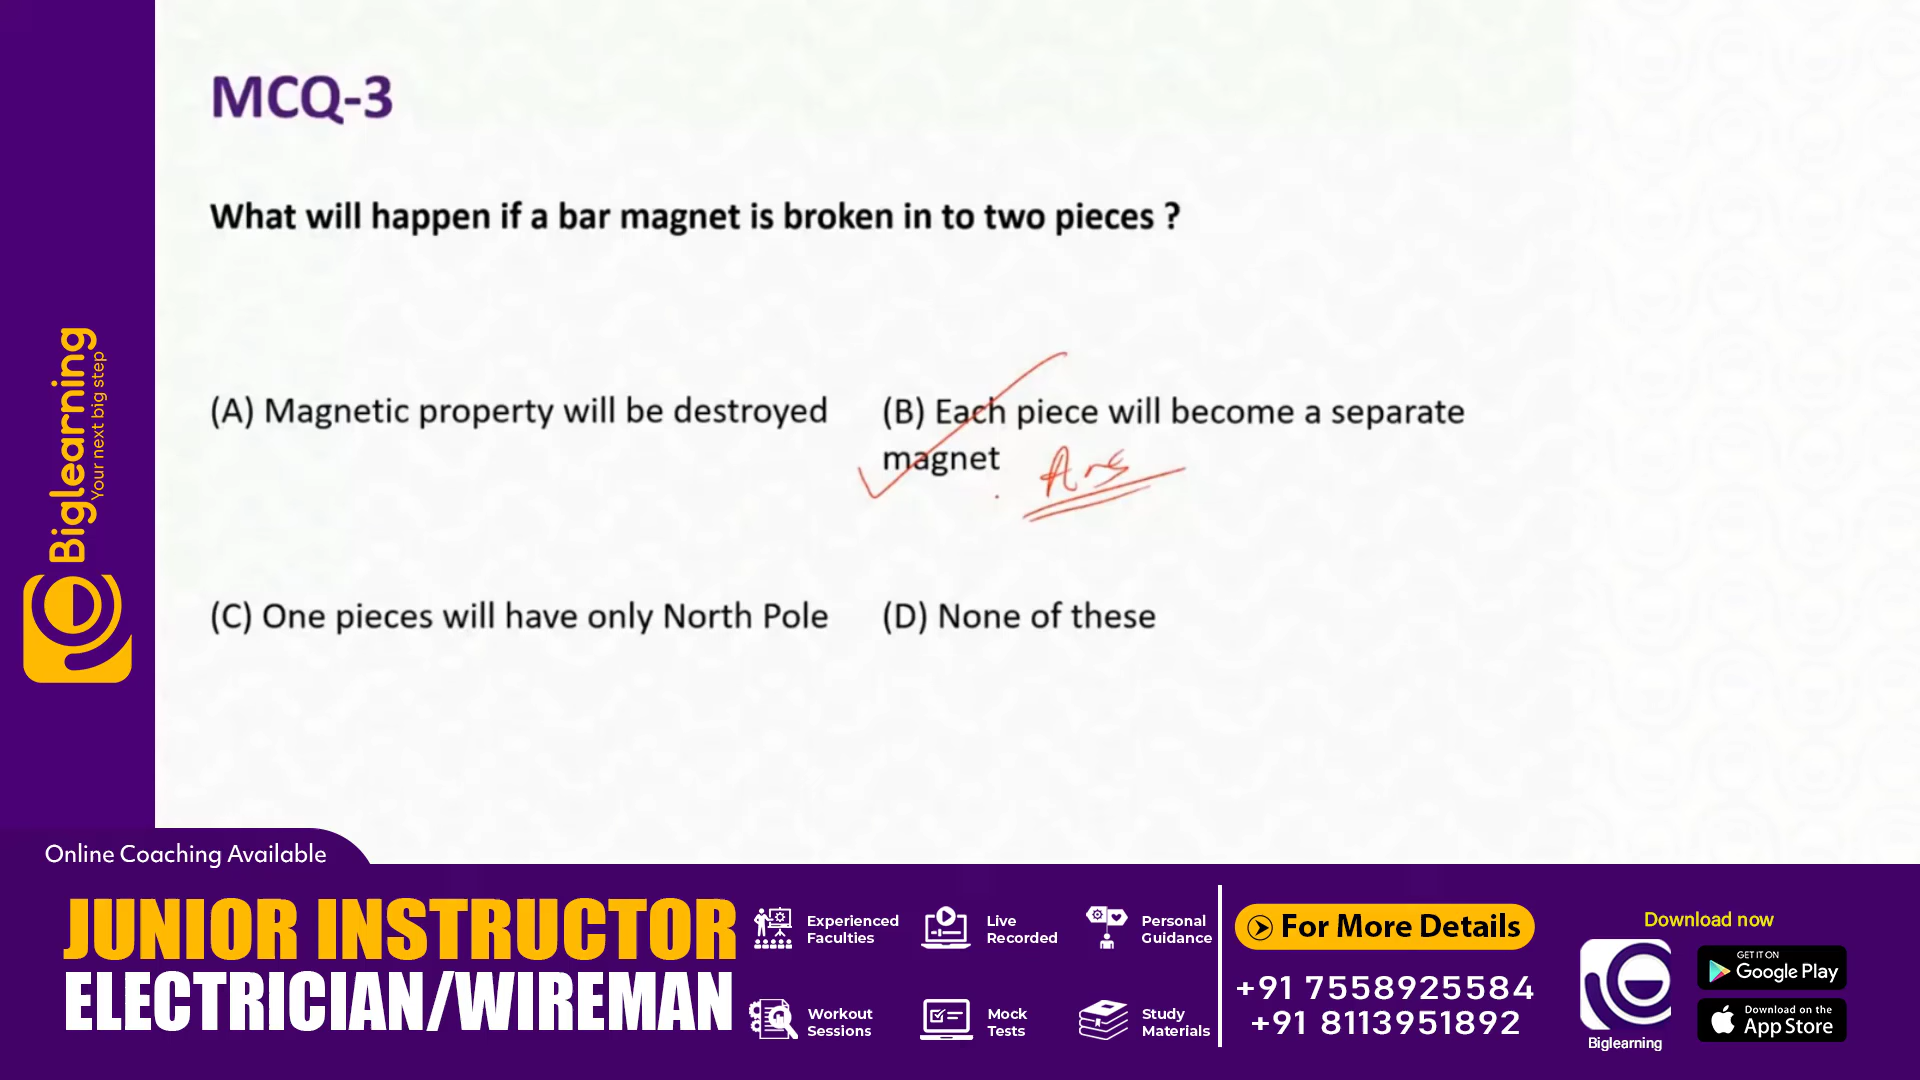 MCQ-3
What will happen if a bar magnet is broken in to two pieces ?
(A) Magnetic property will be destroyed
(B) Each piece will become a separate
magnet
Ans
(C) One pieces will have only North Pole
(D) None of these
Biglearning
Your next big step
Online Coaching Available
JUNIOR INSTRUCTOR
ELECTRICIAN/WIREMAN
Experienced
Faculties
Live
Recorded
Personal
Guidance
Workout
Sessions
Mock
Tests
Study
Materials
For More Details
+91 7558925584
+91 8113951892
Download now
Biglearning
GET IT ON
Google Play
Download on the
App Store